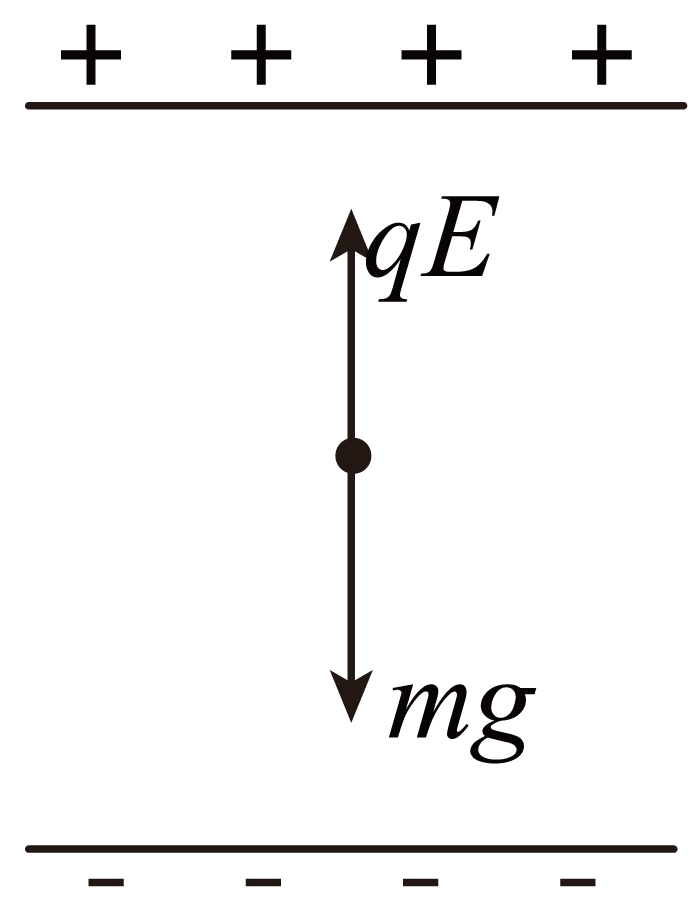 + + + +
qE
mg
- - - -